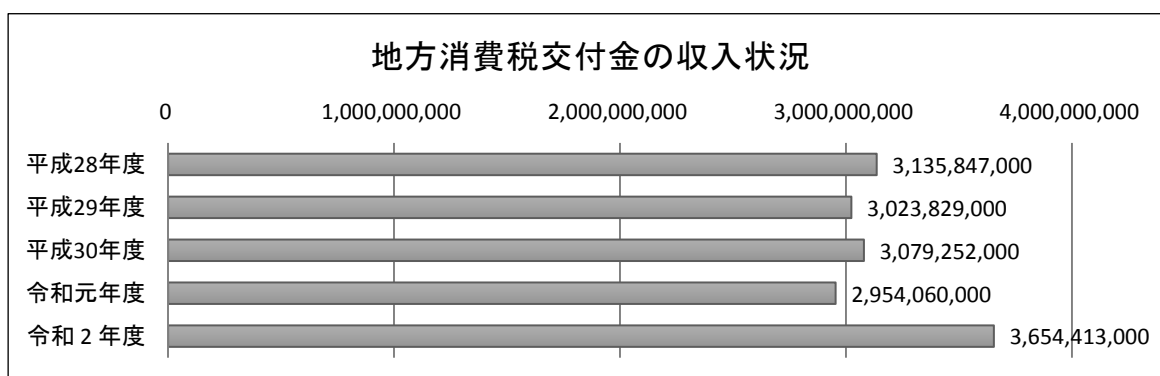 地方消費税交付金の収入状況
0 1,000,000,000 2,000,000,000 3,000,000,000 4,000,000,000
平成28年度 3,135,847,000
平成29年度 3,023,829,000
平成30年度 3,079,252,000
令和元年度 2,954,060,000
令和２年度 3,654,413,000